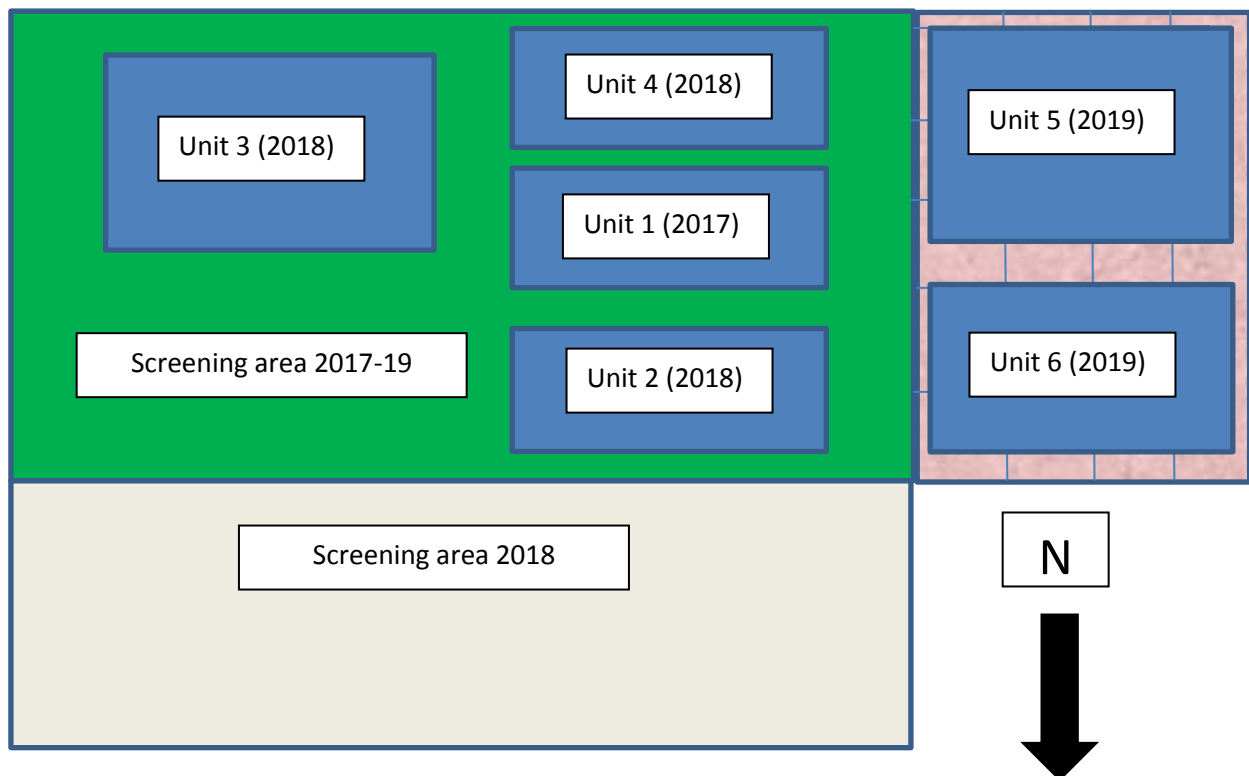 Unit 4 (2018)
Unit 3 (2018)
Unit 5 (2019)
Unit 1 (2017)
Screening area 2017-19
Unit 2 (2018)
Unit 6 (2019)
Screening area 2018
N